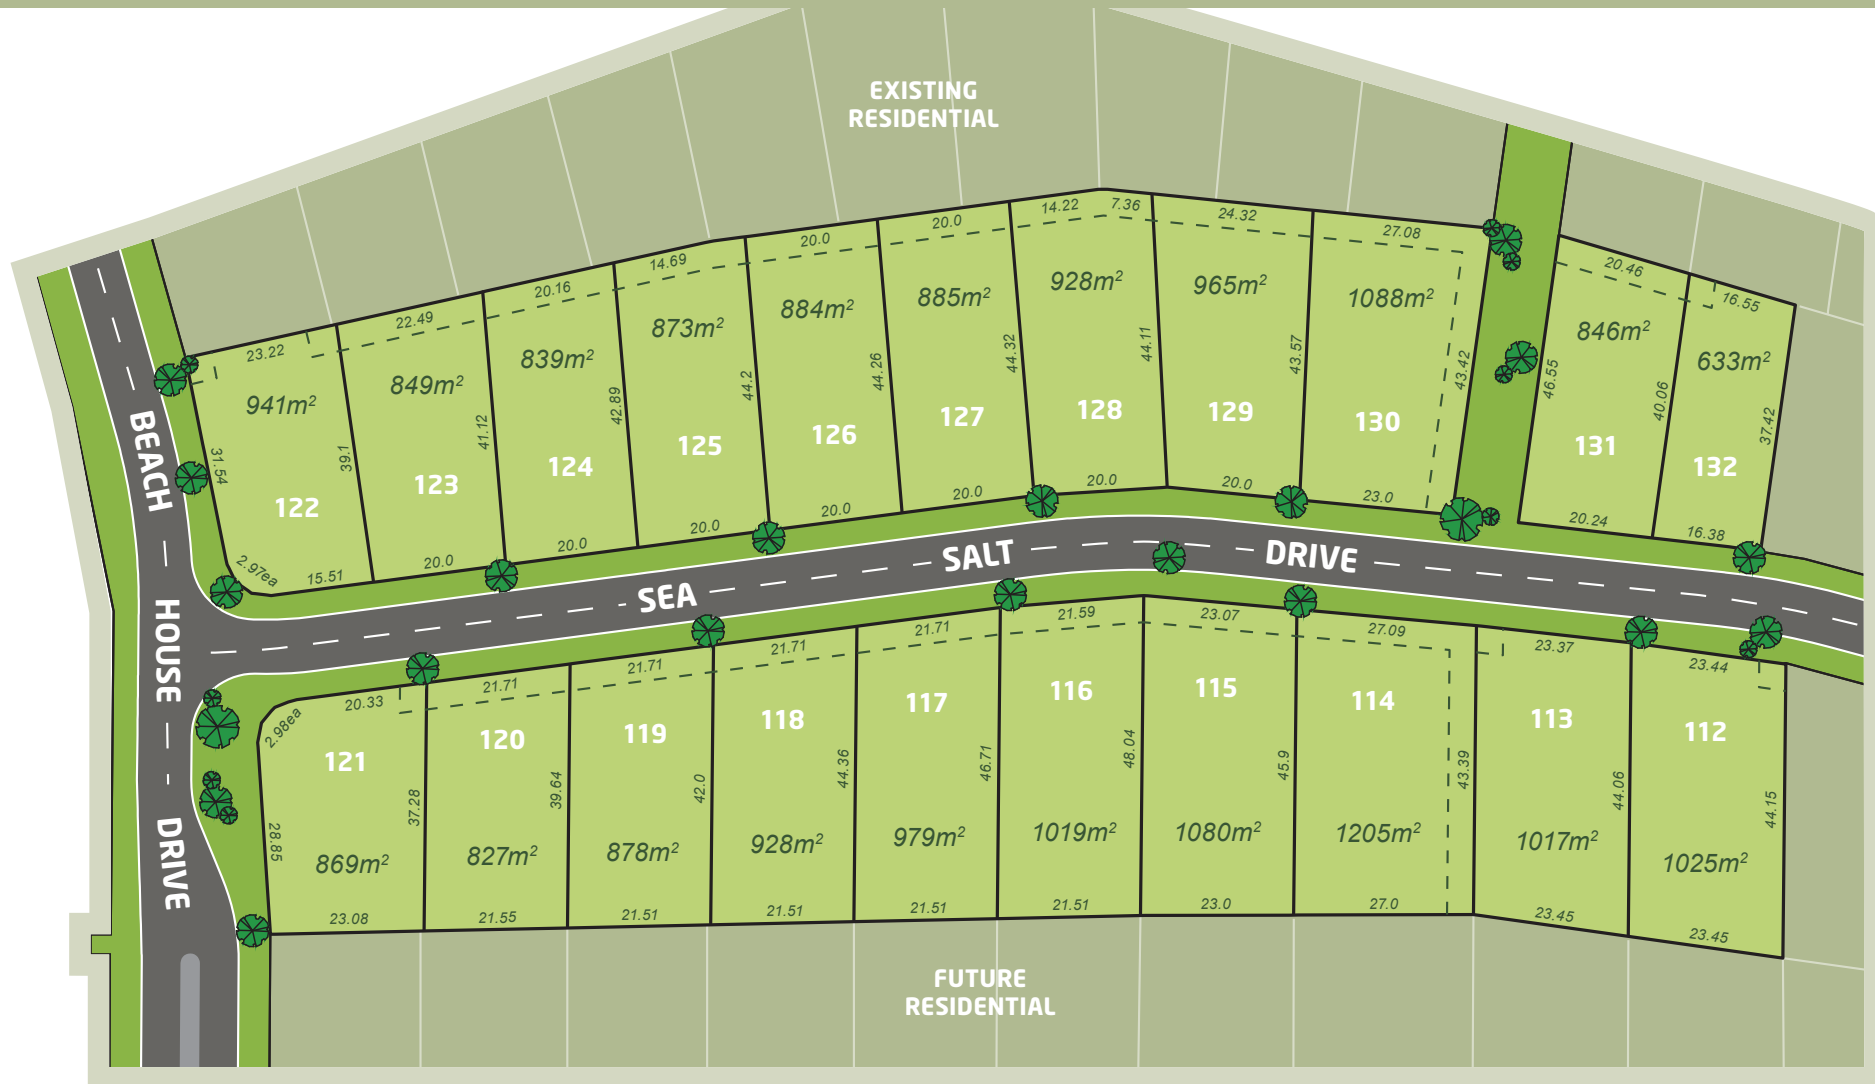 EXISTING
RESIDENTIAL
BEACH
HOUSE
DRIVE
SEA
SALT
DRIVE
23.22
941m²
31.54
122
2.97ea
15.51
22.49
849m²
39.1
123
20.0
20.16
839m²
41.12
124
20.0
14.69
873m²
42.89
125
20.0
20.0
884m²
44.2
126
20.0
20.0
885m²
44.26
127
20.0
14.22
7.36
928m²
44.32
128
20.0
24.32
965m²
44.11
129
20.0
27.08
1088m²
43.57
130
43.42
23.0
20.46
846m²
46.55
131
20.24
16.55
633m²
40.06
132
37.42
16.38
20.33
2.98ea
121
28.85
869m²
37.28
23.08
21.71
120
39.64
827m²
21.55
21.71
119
42.0
878m²
21.51
21.71
118
44.36
928m²
21.51
21.71
117
46.71
979m²
21.51
21.59
116
48.04
1019m²
21.51
23.07
115
45.9
1080m²
23.0
27.09
114
43.39
1205m²
27.0
23.37
113
44.06
1017m²
23.45
23.44
112
44.15
1025m²
23.45
FUTURE
RESIDENTIAL